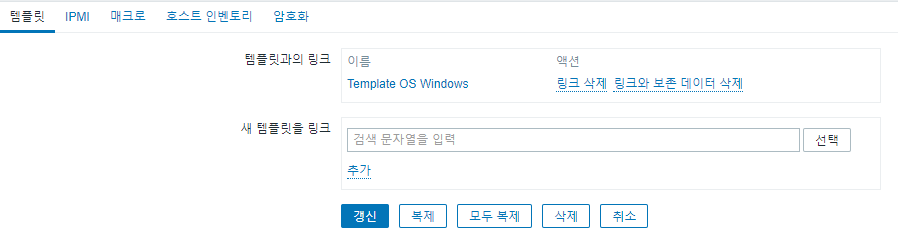 템플릿 IPMI 매크로 호스트 인벤토리 암호화
템플릿과의 링크 이름 액션
Template OS Windows 링크 삭제 링크와 보존 데이터 삭제
새 템플릿을 링크
검색 문자열을 입력 선택
추가
갱신 복제 모두 복제 삭제 취소